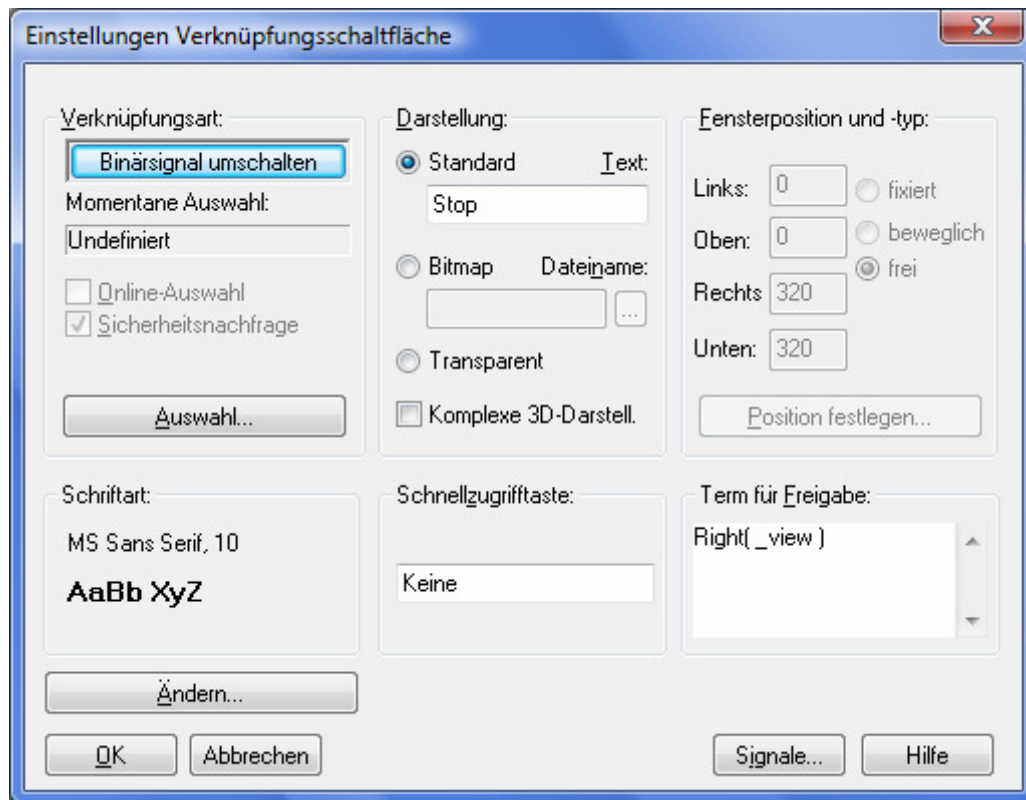 Einstellungen Verknüpfungsschaltfläche
Verknüpfungsart:
Binärsignal umschalten
Momentane Auswahl:
Undefiniert
Online-Auswahl
Sicherheitsnachfrage
Auswahl...
Darstellung:
Standard Text:
Stop
Bitmap Dateiname:
...
Transparent
Komplexe 3D-Darstell.
Fensterposition und -typ:
Links: 0 fixiert
Oben: 0 beweglich
frei
Rechts 320
Unten: 320
Position festlegen...
Schriftart:
MS Sans Serif, 10
AaBb XyZ
Schnellzugrifftaste:
Keine
Term für Freigabe:
Right( _view )
Ändern...
OK Abbrechen Signale... Hilfe